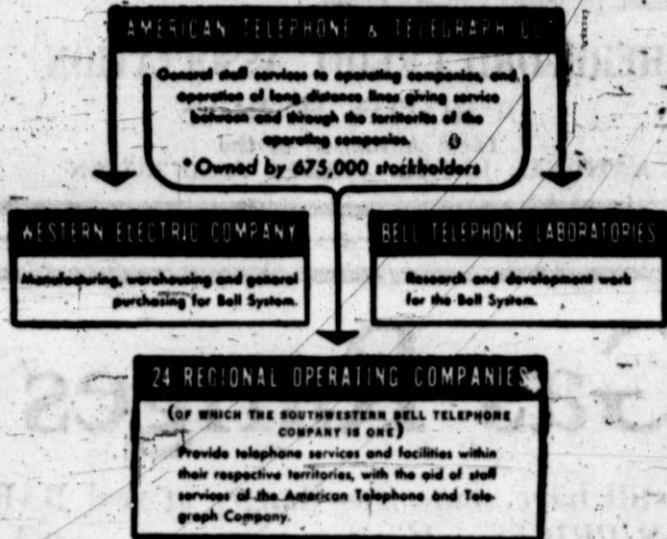 AMERICAN TELEPHONE & TELEGRAPH CO*
General staff services to operating companies, and
operation of long distance lines giving service
between and through the territories of the
operating companies.
*Owned by 675,000 stockholders
WESTERN ELECTRIC COMPANY
Manufacturing, warehousing and general
purchasing for Bell System.
BELL TELEPHONE LABORATORIES
Research and development work
for the Bell System.
24 REGIONAL OPERATING COMPANIES
(OF WHICH THE SOUTHWESTERN BELL TELEPHONE
COMPANY IS ONE)
Provide telephone services and facilities within
their respective territories, with the aid of staff
services of the American Telephone and Tele-
graph Company.